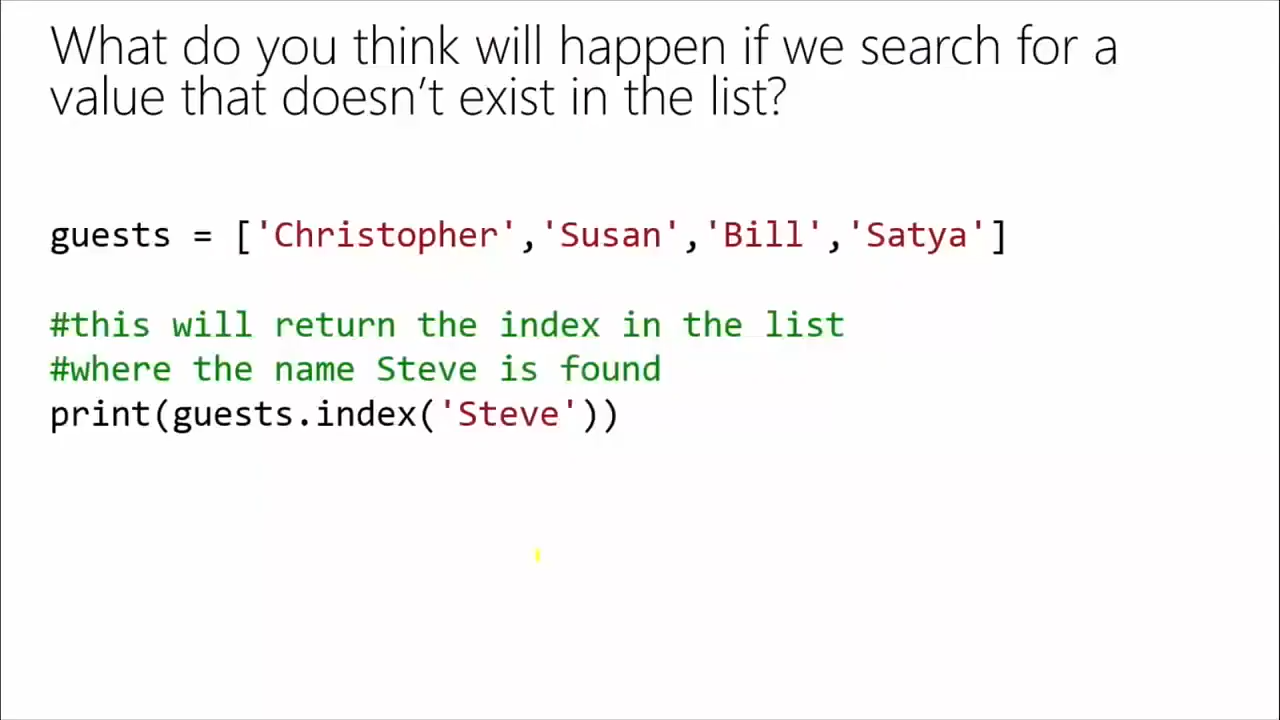 What do you think will happen if we search for a
value that doesn’t exist in the list?
guests = ['Christopher','Susan','Bill','Satya']
#this will return the index in the list
#where the name Steve is found
print(guests.index('Steve'))